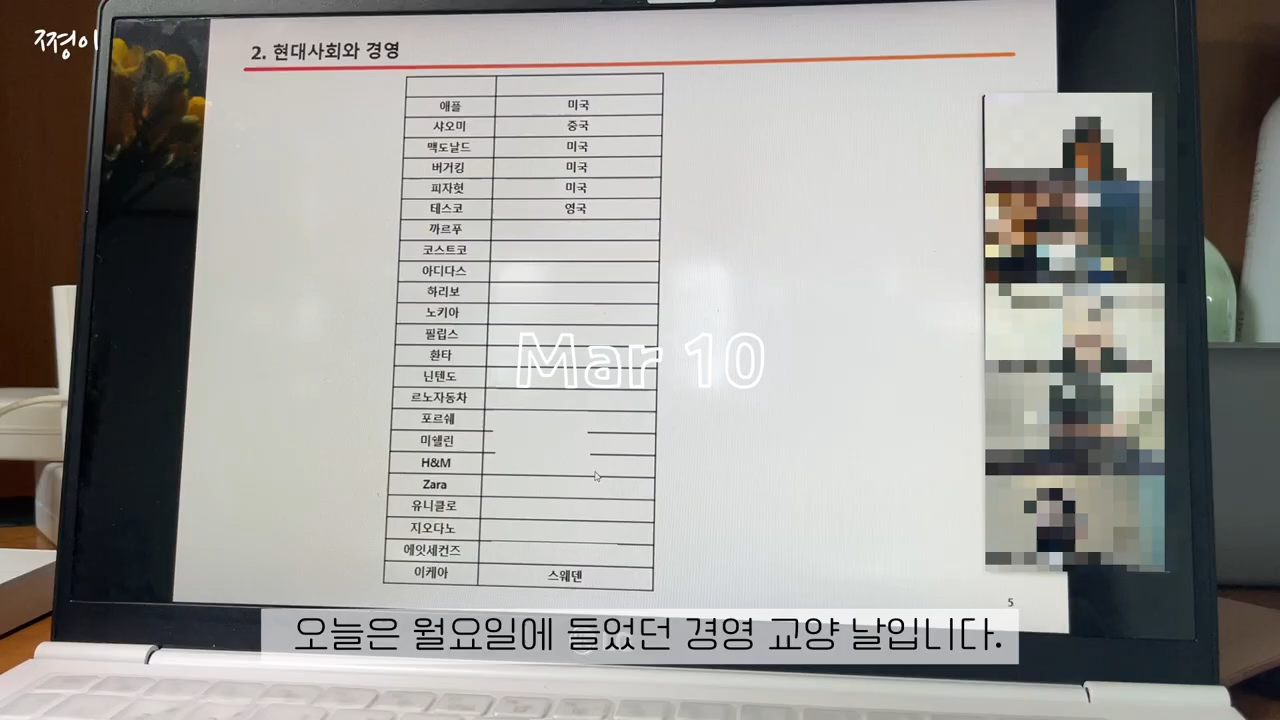 쩡이
2. 현대사회와 경영
애플 미국
샤오미 중국
맥도날드 미국
버거킹 미국
피자헛 미국
테스코 영국
까르푸
코스트코
아디다스
하리보
노키아
필립스
환타
닌텐도
르노자동차
포르쉐
미쉘린
H&M
Zara
유니클로
지오다노
에잇세컨즈
이케아 스웨덴
Mar 10
5
오늘은 월요일에 들었던 경영 교양 날입니다.